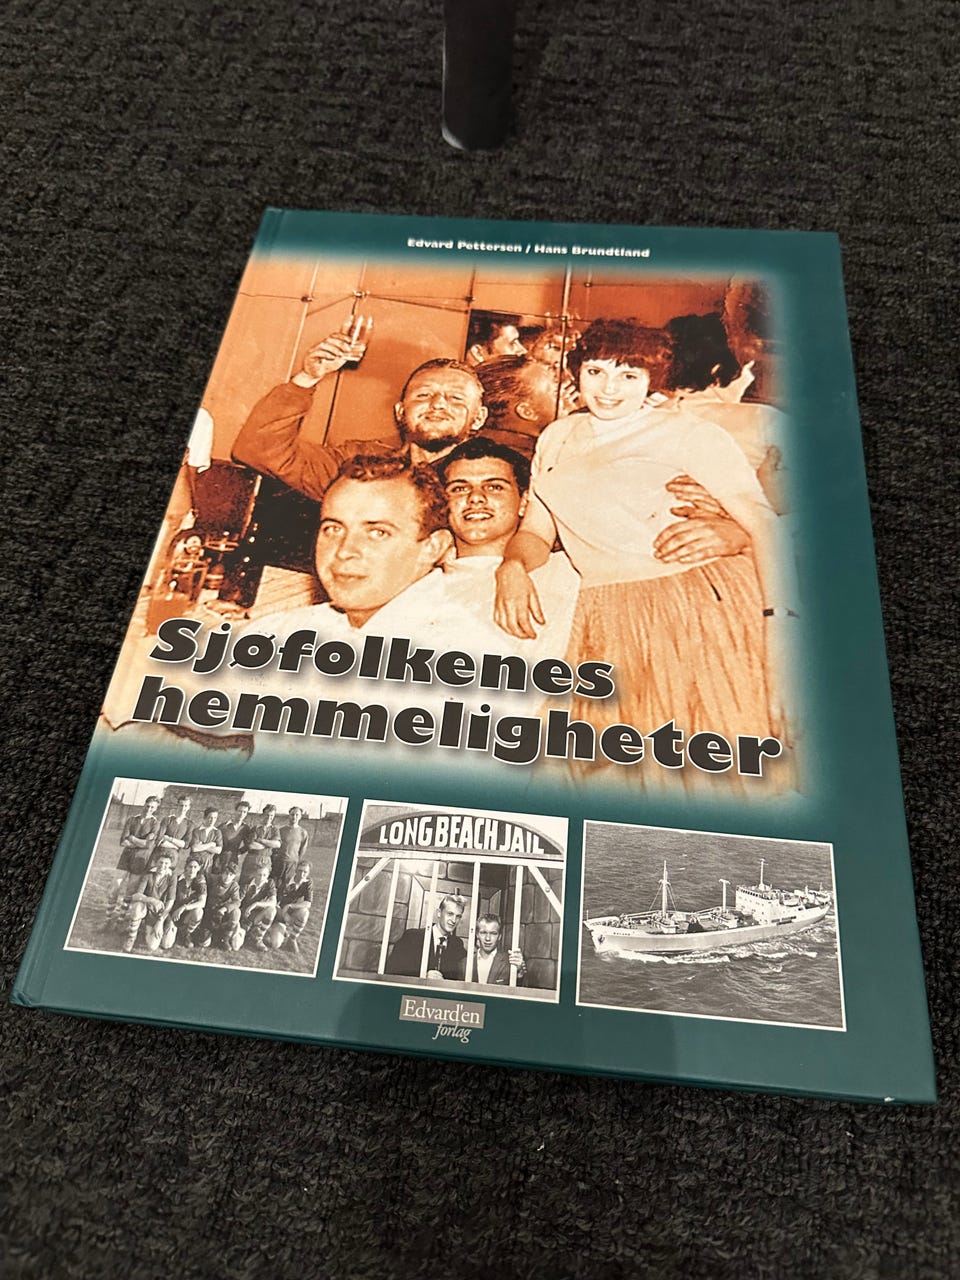 Edvard Pettersen / Hans Brundtland
Sjøfolkenes
hemmeligheter
LONG BEACH JAIL
Edvard'en
forlag